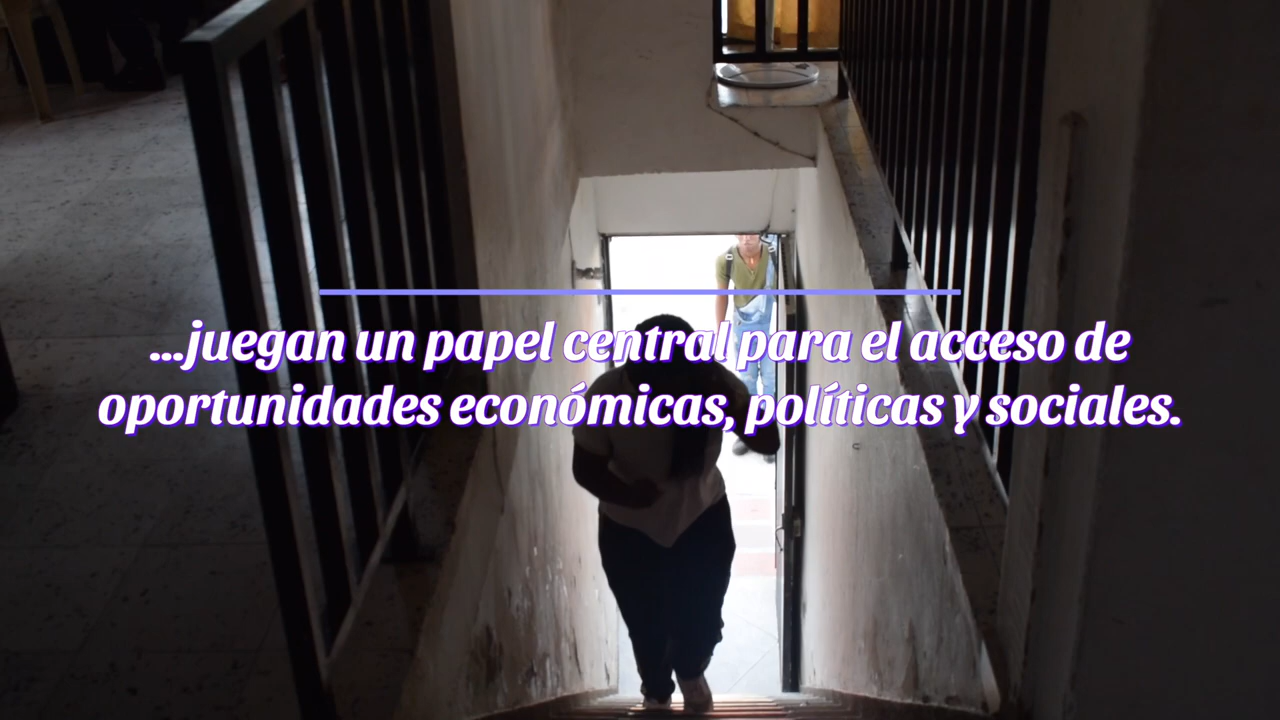 ...juegan un papel central para el acceso de
oportunidades económicas, políticas y sociales.